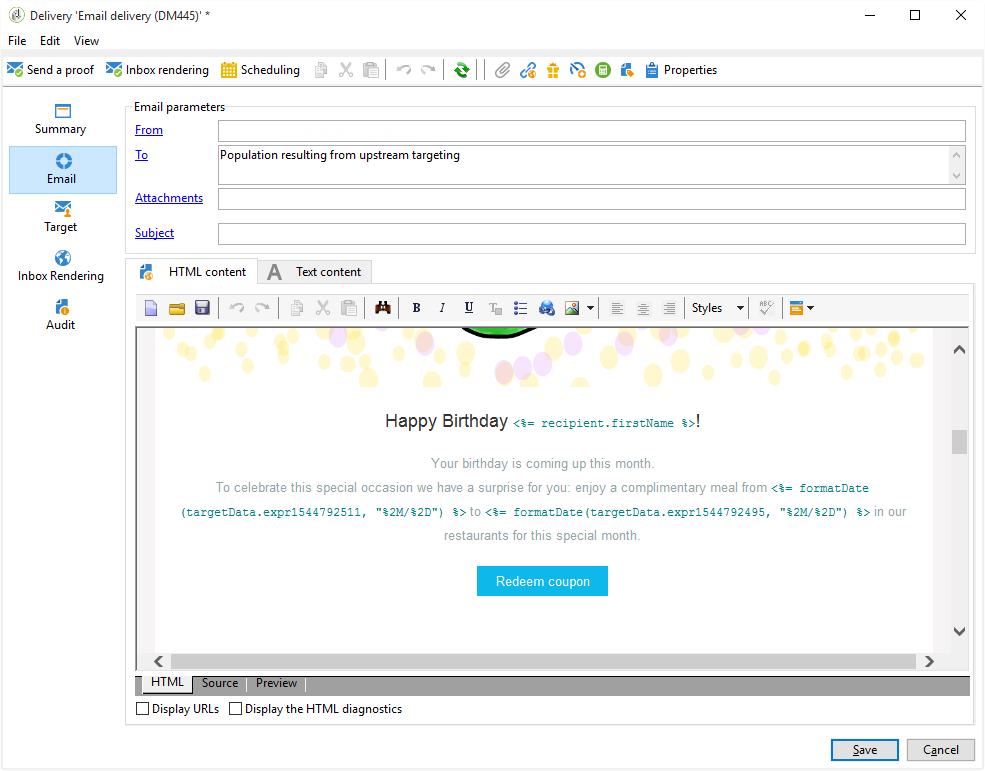 Delivery 'Email delivery (DM445)' *
File Edit View
Send a proof Inbox rendering Scheduling Properties
Summary
Email
Target
Inbox Rendering
Audit
Email parameters
From
To Population resulting from upstream targeting
Attachments
Subject
HTML content A Text content
B I U Styles ABC
Happy Birthday <%= recipient.firstName %>!
Your birthday is coming up this month.
To celebrate this special occasion we have a surprise for you: enjoy a complimentary meal from <%= formatDate
(targetData.expr1544792511, "%2M/%2D") %> to <%= formatDate(targetData.expr1544792495, "%2M/%2D") %> in our
restaurants for this special month.
Redeem coupon
HTML Source Preview
Display URLs Display the HTML diagnostics
Save Cancel